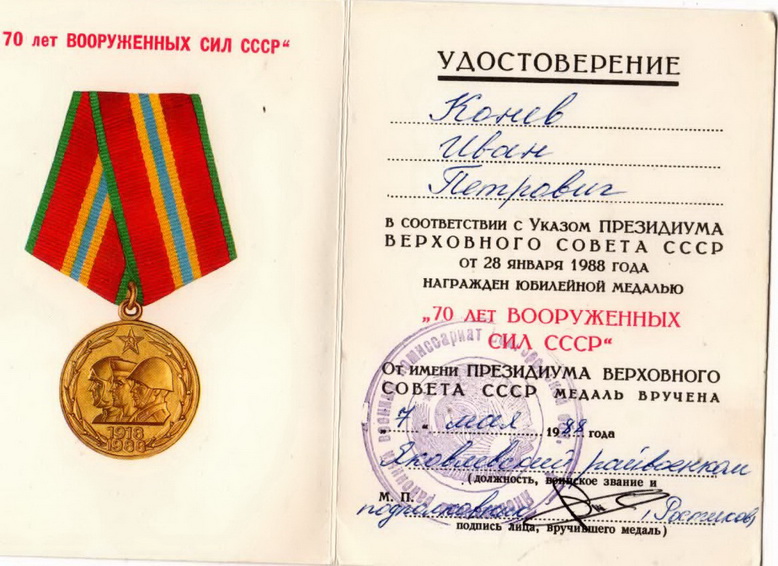 70 лет ВООРУЖЕННЫХ СИЛ СССР“
1918
1988
УДОСТОВЕРЕНИЕ
Конев
Иван
Петрович
В СООТВЕТСТВИИ С УКАЗОМ ПРЕЗИДИУМА
ВЕРХОВНОГО СОВЕТА СССР
ОТ 28 ЯНВАРЯ 1988 ГОДА
НАГРАЖДЕН ЮБИЛЕЙНОЙ МЕДАЛЬЮ
„70 ЛЕТ ВООРУЖЕННЫХ
СИЛ СССР“
ОТ ИМЕНИ ПРЕЗИДИУМА ВЕРХОВНОГО
СОВЕТА СССР МЕДАЛЬ ВРУЧЕНА
„7“ мая 1988 года
Яковлевский райвоенком
(должность, воинское звание и
М. П.
подполковник (Ростиков)
подпись лица, вручившего медаль)